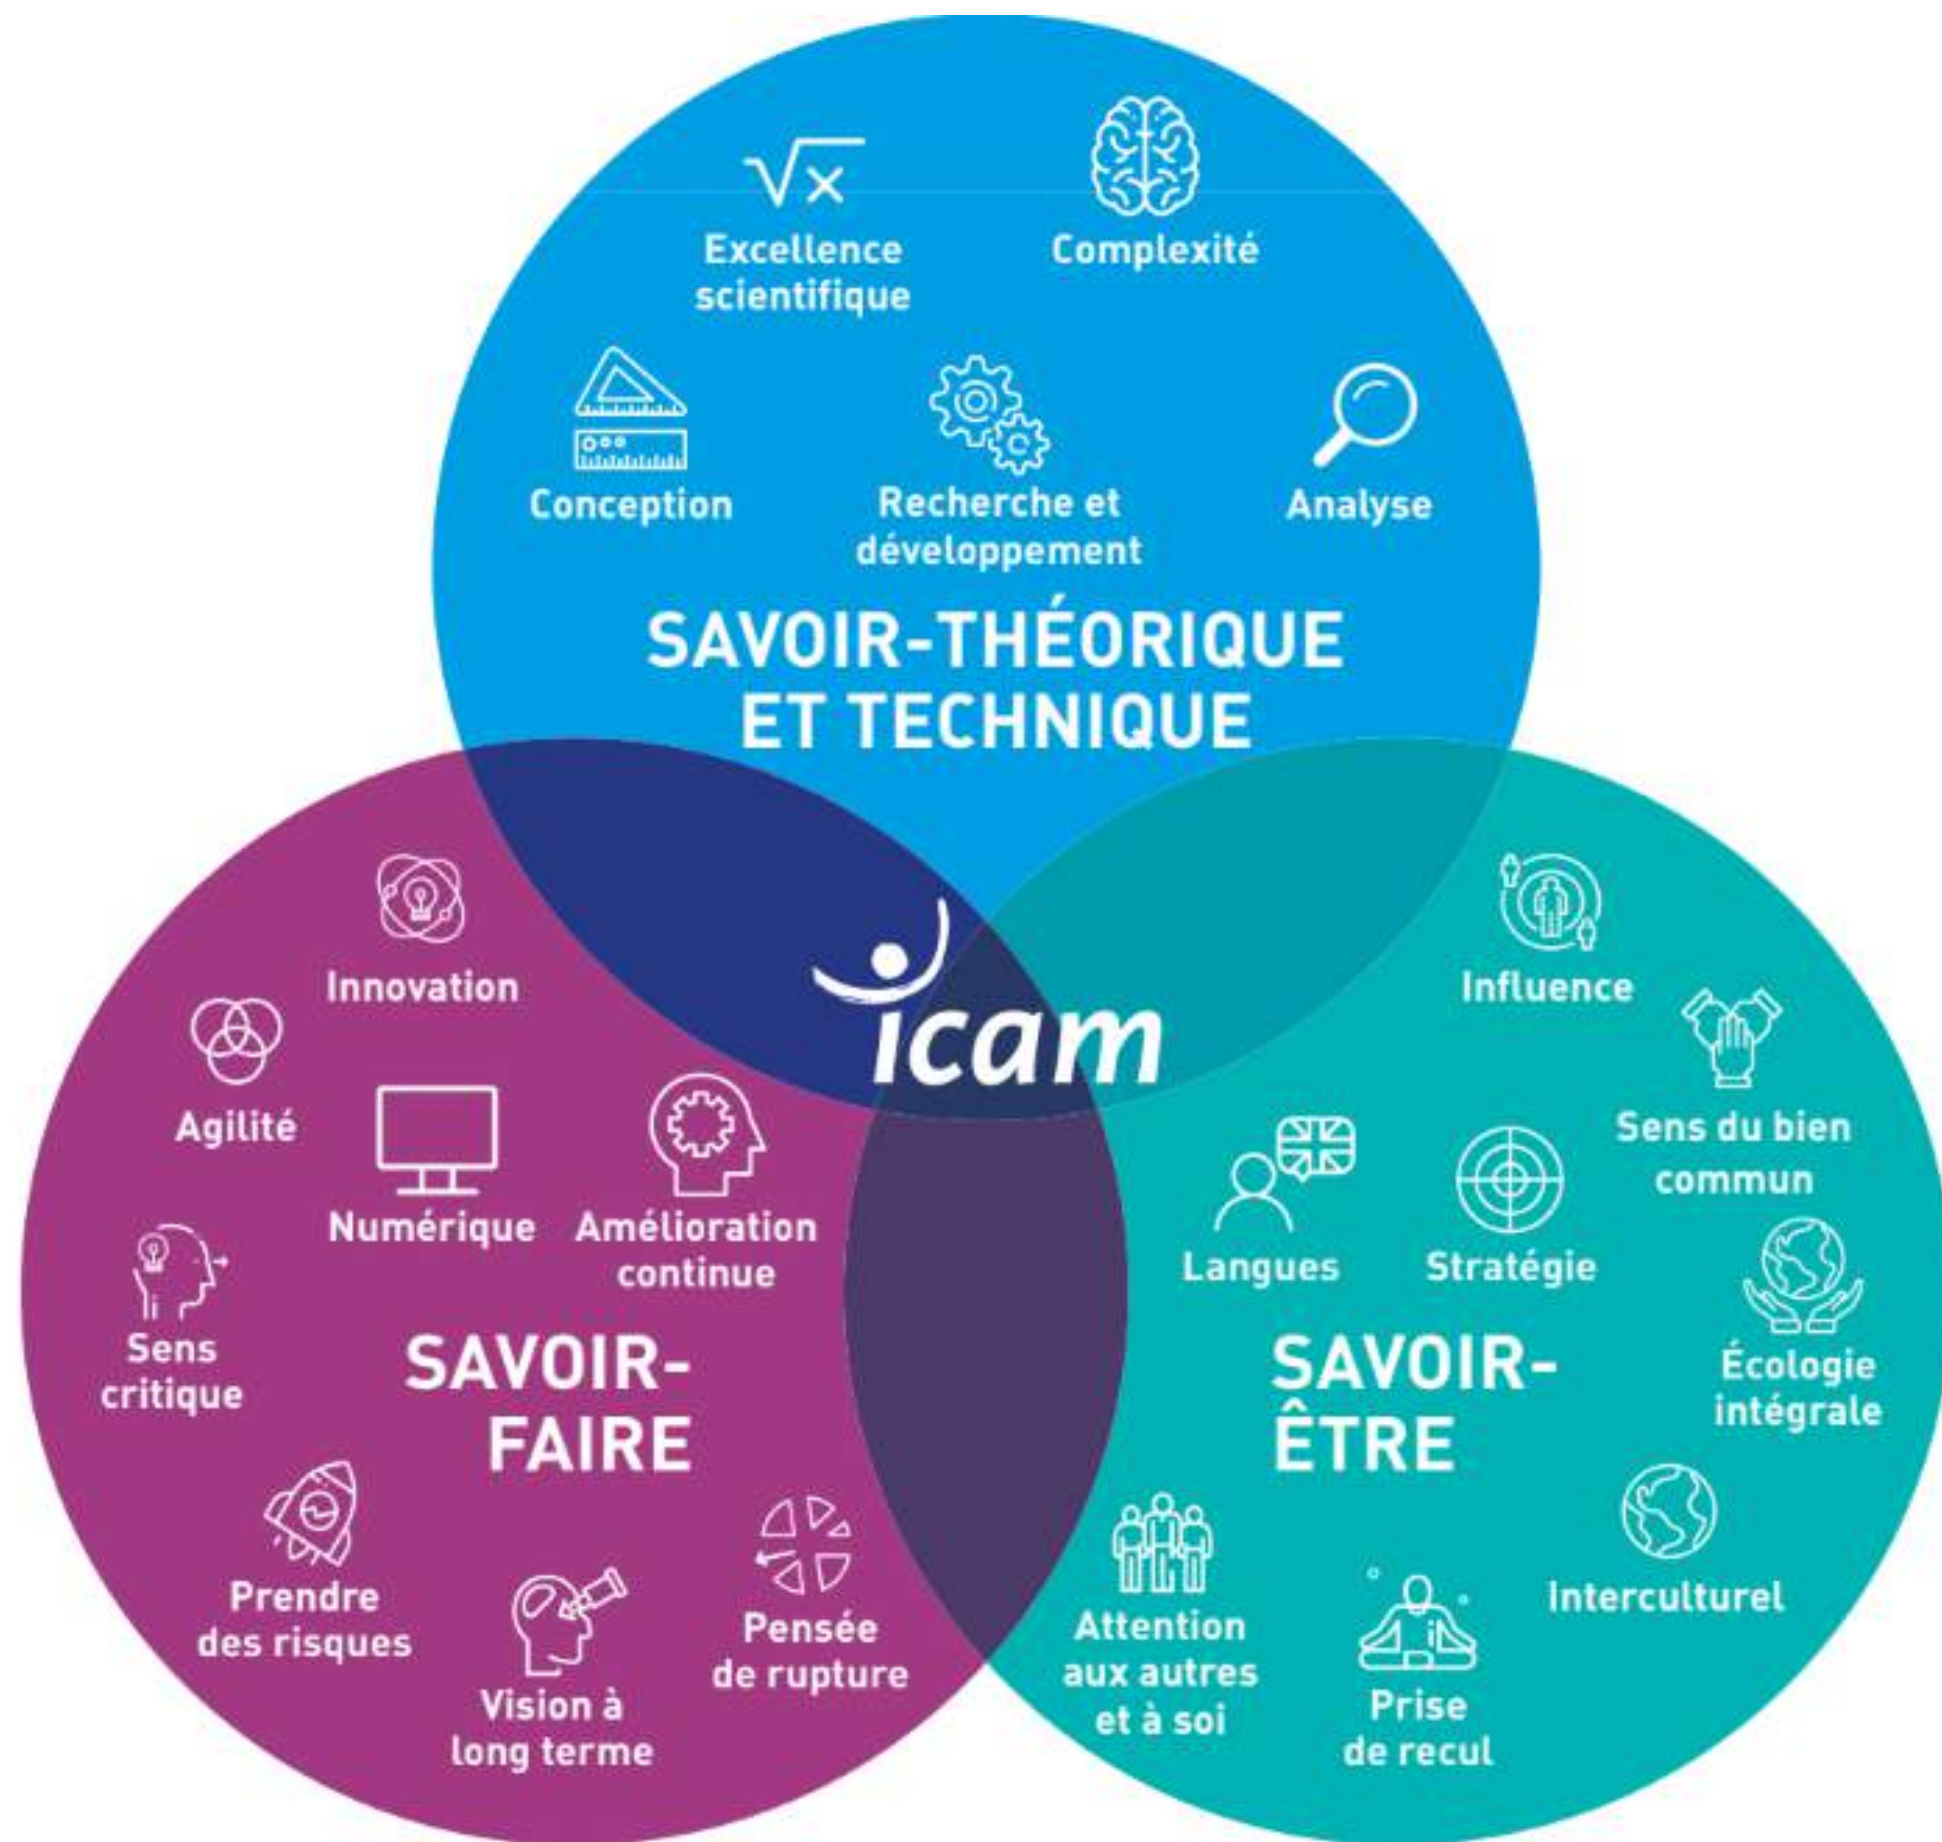 Excellence
scientifique
Complexité
Conception
Recherche et
développement
Analyse
SAVOIR-THÉORIQUE
ET TECHNIQUE
icam
Innovation
Agilité
Numérique
Amélioration
continue
Sens
critique
SAVOIR-
FAIRE
Prendre
des risques
Vision à
long terme
Pensée
de rupture
Influence
Sens du bien
commun
Langues
Stratégie
Écologie
intégrale
SAVOIR-
ÊTRE
Interculturel
Attention
aux autres
et à soi
Prise
de recul